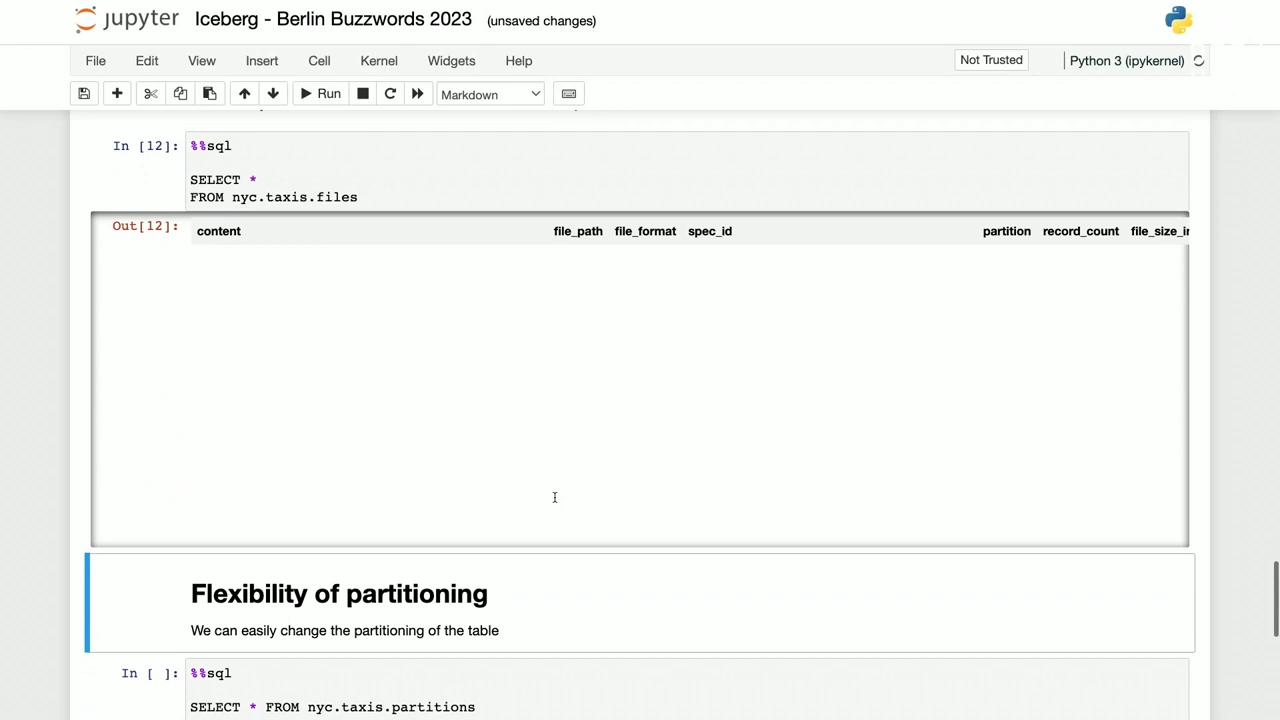 jupyter Iceberg - Berlin Buzzwords 2023 (unsaved changes)
File Edit View Insert Cell Kernel Widgets Help Not Trusted Python 3 (ipykernel)
Run Markdown
In [12]: %%sql
SELECT *
FROM nyc.taxis.files
Out[12]:
content file_path file_format spec_id partition record_count file_size_in
Flexibility of partitioning
We can easily change the partitioning of the table
In [ ]: %%sql
SELECT * FROM nyc.taxis.partitions